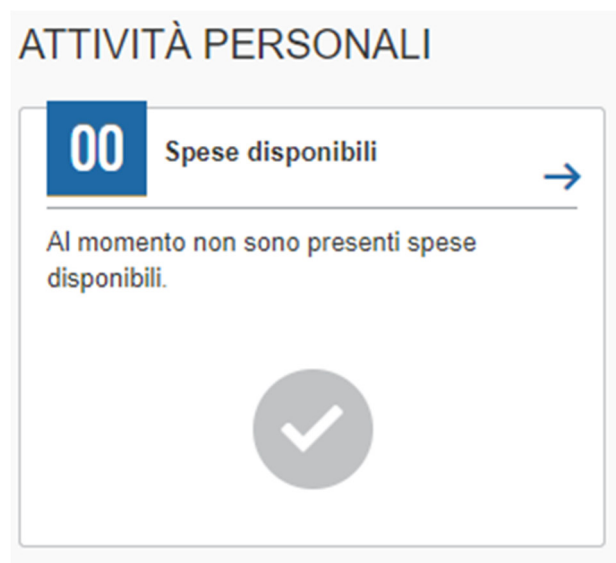 ATTIVITÀ PERSONALI
00
Spese disponibili
Al momento non sono presenti spese
disponibili.